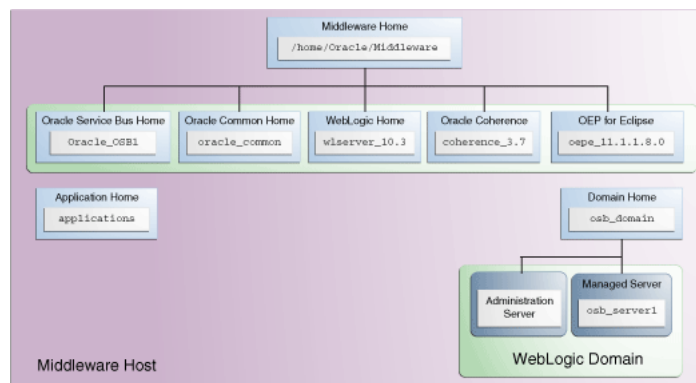 Middleware Home
/home/Oracle/Middleware
Oracle Service Bus Home
Oracle_OSB1
Oracle Common Home
oracle_common
WebLogic Home
wlserver_10.3
Oracle Coherence
coherence_3.7
OEP for Eclipse
oepe_11.1.1.8.0
Application Home
applications
Domain Home
osb_domain
Administration
Server
Managed Server
osb_server1
WebLogic Domain
Middleware Host